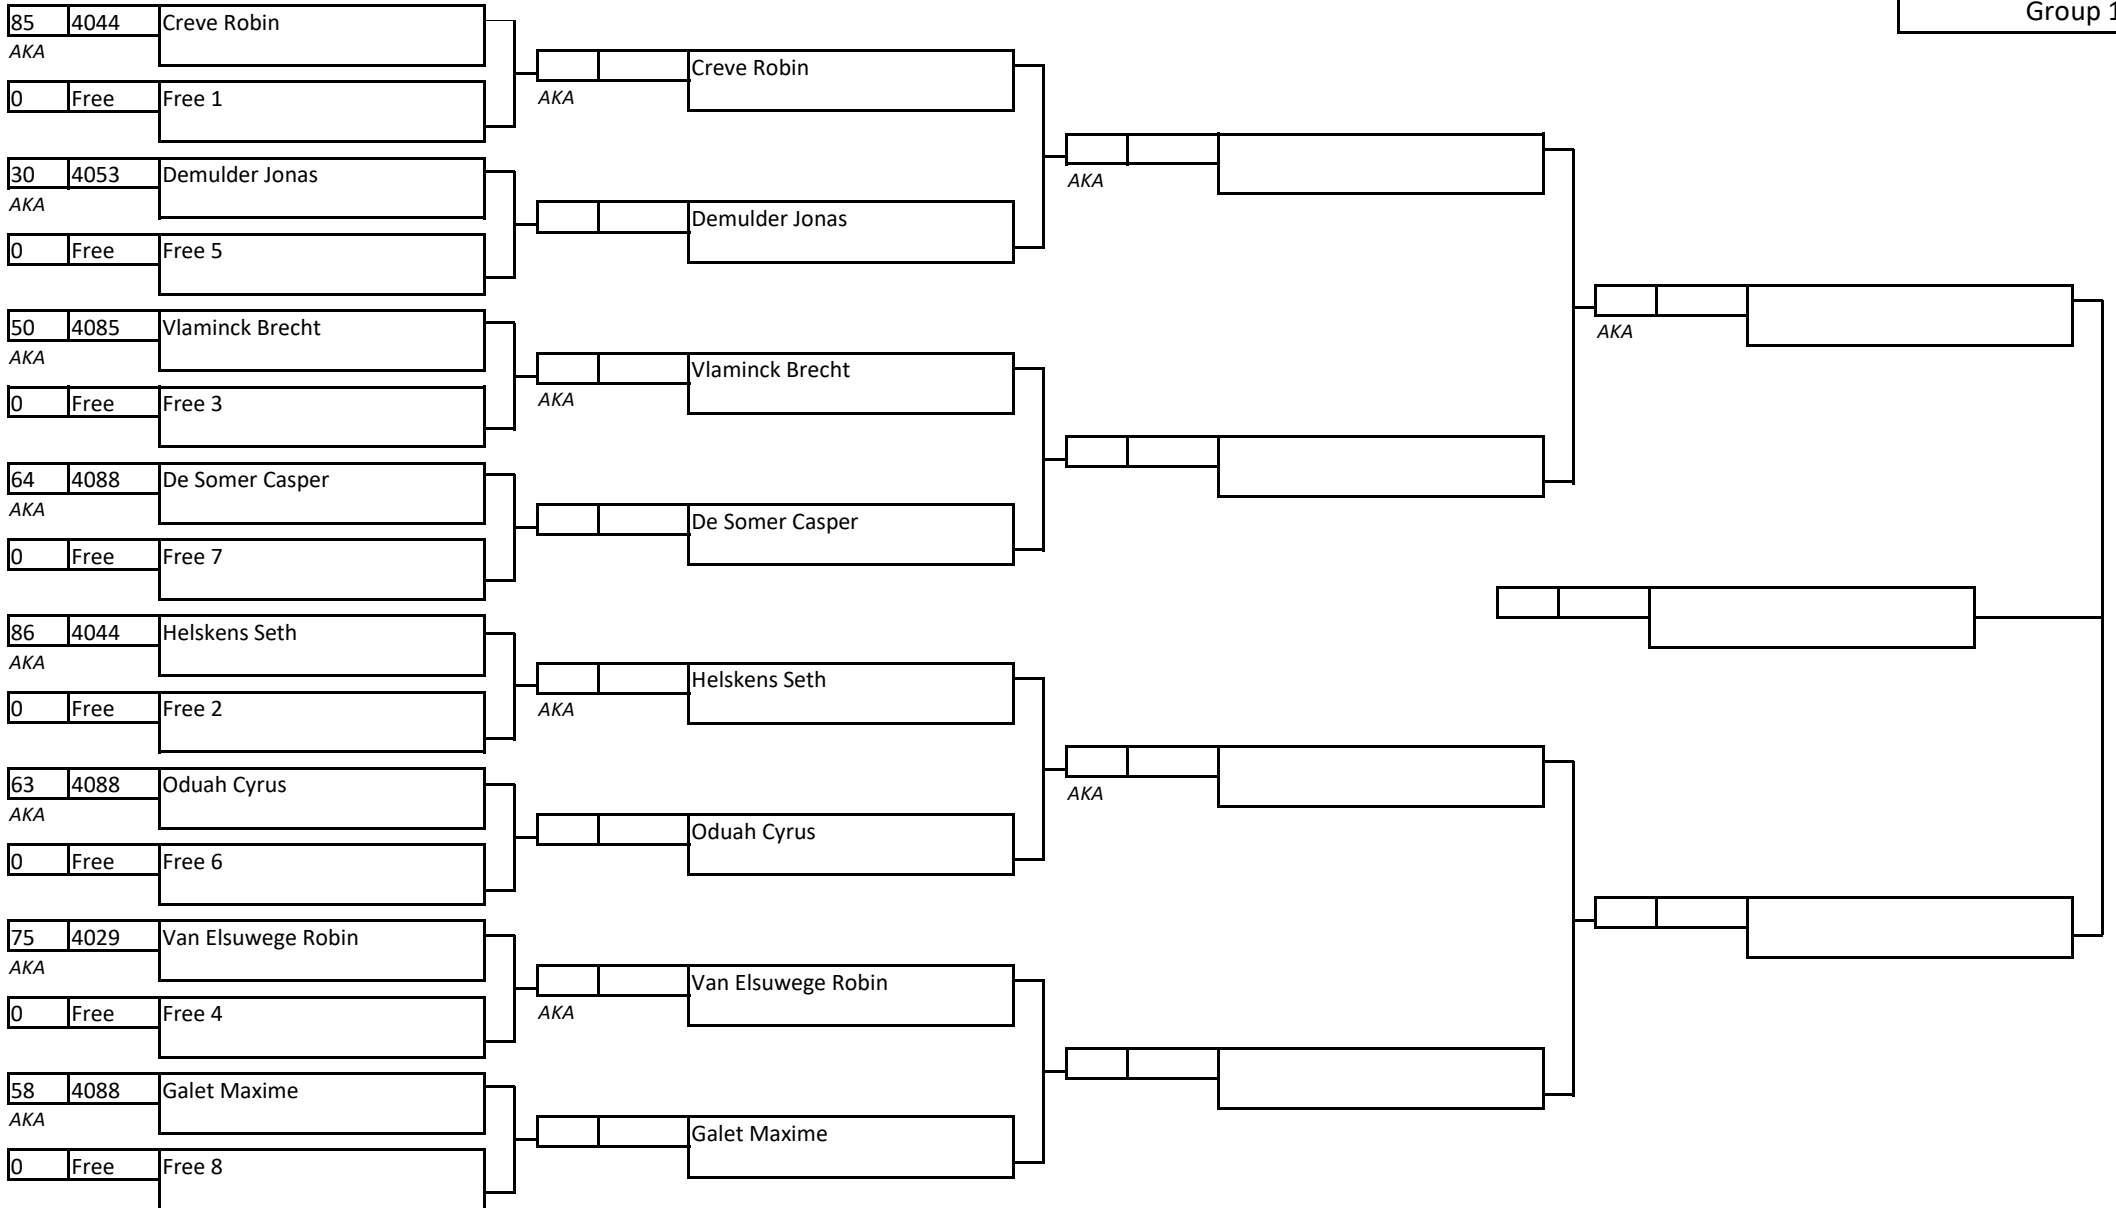 Group 1
85 4044 Creve Robin
AKA
0 Free Free 1
30 4053 Demulder Jonas
AKA
0 Free Free 5
50 4085 Vlaminck Brecht
AKA
0 Free Free 3
64 4088 De Somer Casper
AKA
0 Free Free 7
86 4044 Helskens Seth
AKA
0 Free Free 2
63 4088 Oduah Cyrus
AKA
0 Free Free 6
75 4029 Van Elsuwege Robin
AKA
0 Free Free 4
58 4088 Galet Maxime
AKA
0 Free Free 8
Creve Robin
AKA
Demulder Jonas
Vlaminck Brecht
AKA
De Somer Casper
Helskens Seth
AKA
Oduah Cyrus
Van Elsuwege Robin
AKA
Galet Maxime
AKA
AKA
AKA